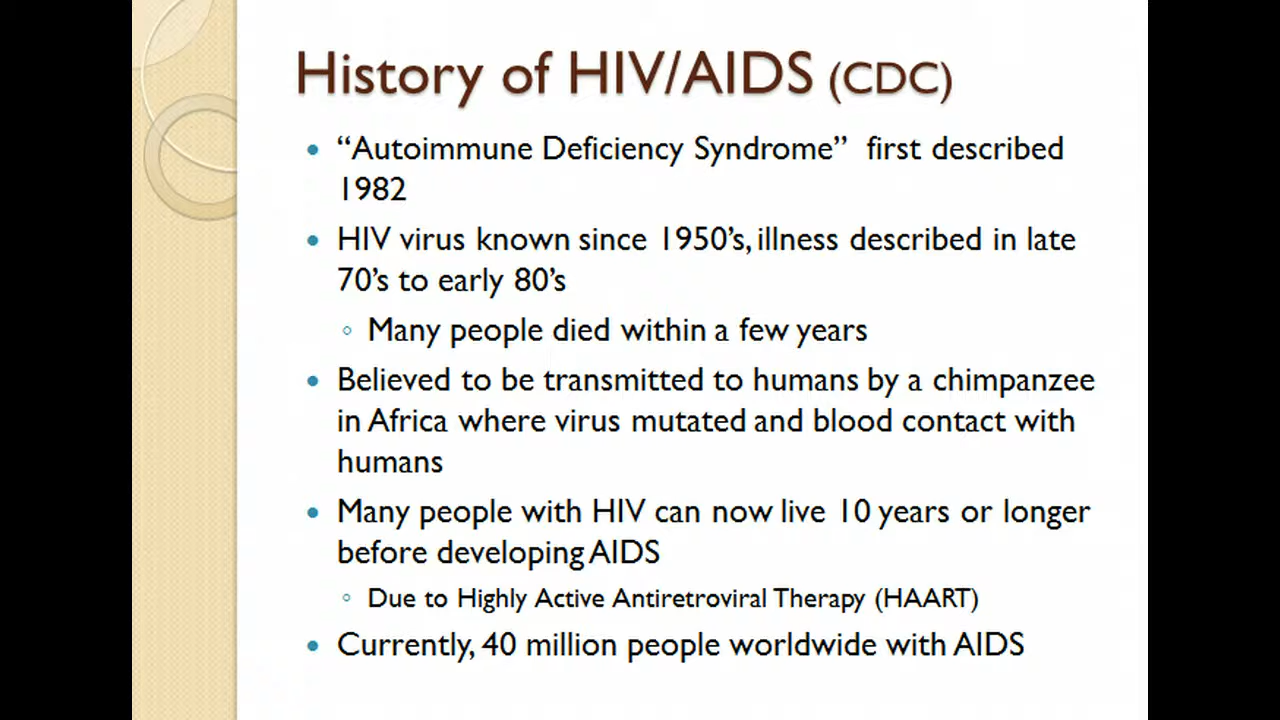 History of HIV/AIDS (CDC)
“Autoimmune Deficiency Syndrome” first described
1982
HIV virus known since 1950’s, illness described in late
70’s to early 80’s
Many people died within a few years
Believed to be transmitted to humans by a chimpanzee
in Africa where virus mutated and blood contact with
humans
Many people with HIV can now live 10 years or longer
before developing AIDS
Due to Highly Active Antiretroviral Therapy (HAART)
Currently, 40 million people worldwide with AIDS